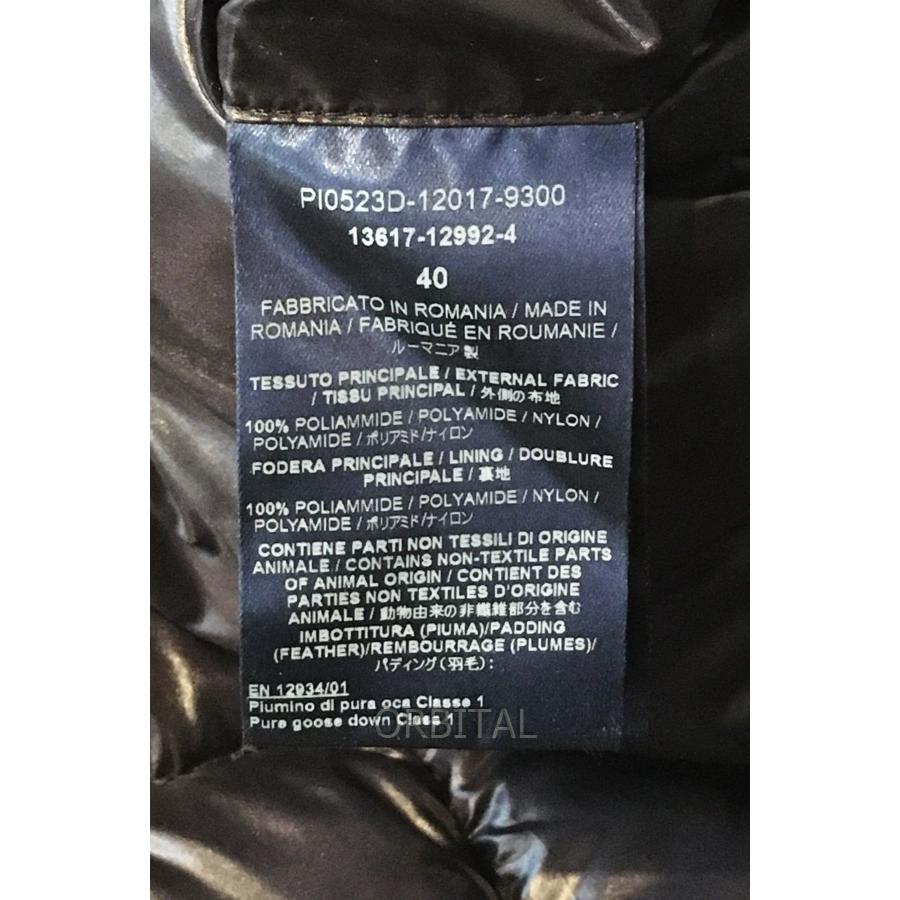 PI0523D-12017-9300
13617-12992-4
40
FABBRICATO IN ROMANIA / MADE IN
ROMANIA / FABRIQUÉ EN ROUMANIE /
ルーマニア製
TESSUTO PRINCIPALE / EXTERNAL FABRIC
/ TISSU PRINCIPAL / 外側の布地
100% POLIAMMIDE / POLYAMIDE / NYLON /
POLYAMIDE / ポリアミド/ナイロン
FODERA PRINCIPALE / LINING / DOUBLURE
PRINCIPALE / 裏地
100% POLIAMMIDE / POLYAMIDE / NYLON /
POLYAMIDE / ポリアミド/ナイロン
CONTIENE PARTI NON TESSILI DI ORIGINE
ANIMALE / CONTAINS NON-TEXTILE PARTS
OF ANIMAL ORIGIN / CONTIENT DES
PARTIES NON TEXTILES D'ORIGINE
ANIMALE / 動物由来の非繊維部分を含む
IMBOTTITURA (PIUMA)/PADDING
(FEATHER)/REMBOURRAGE (PLUMES)/
パディング(羽毛):
EN 12934/01
Piumino di pura oca Classe 1
Pure goose down Class 1
ORBITAL